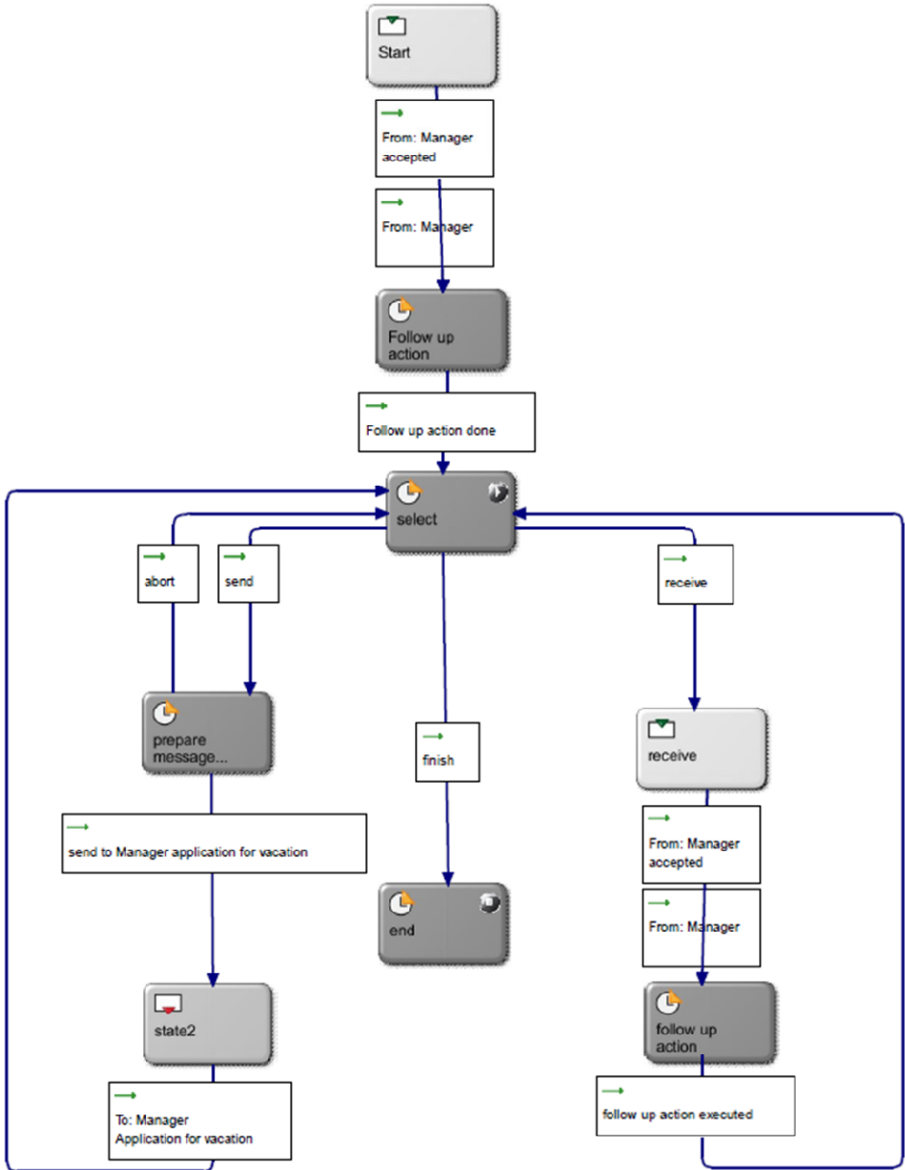 Start
From: Manager
accepted
From: Manager
Follow up
action
Follow up action done
select
abort
send
receive
prepare
message...
finish
receive
send to Manager application for vacation
From: Manager
accepted
end
From: Manager
state2
follow up
action
To: Manager
Application for vacation
follow up action executed